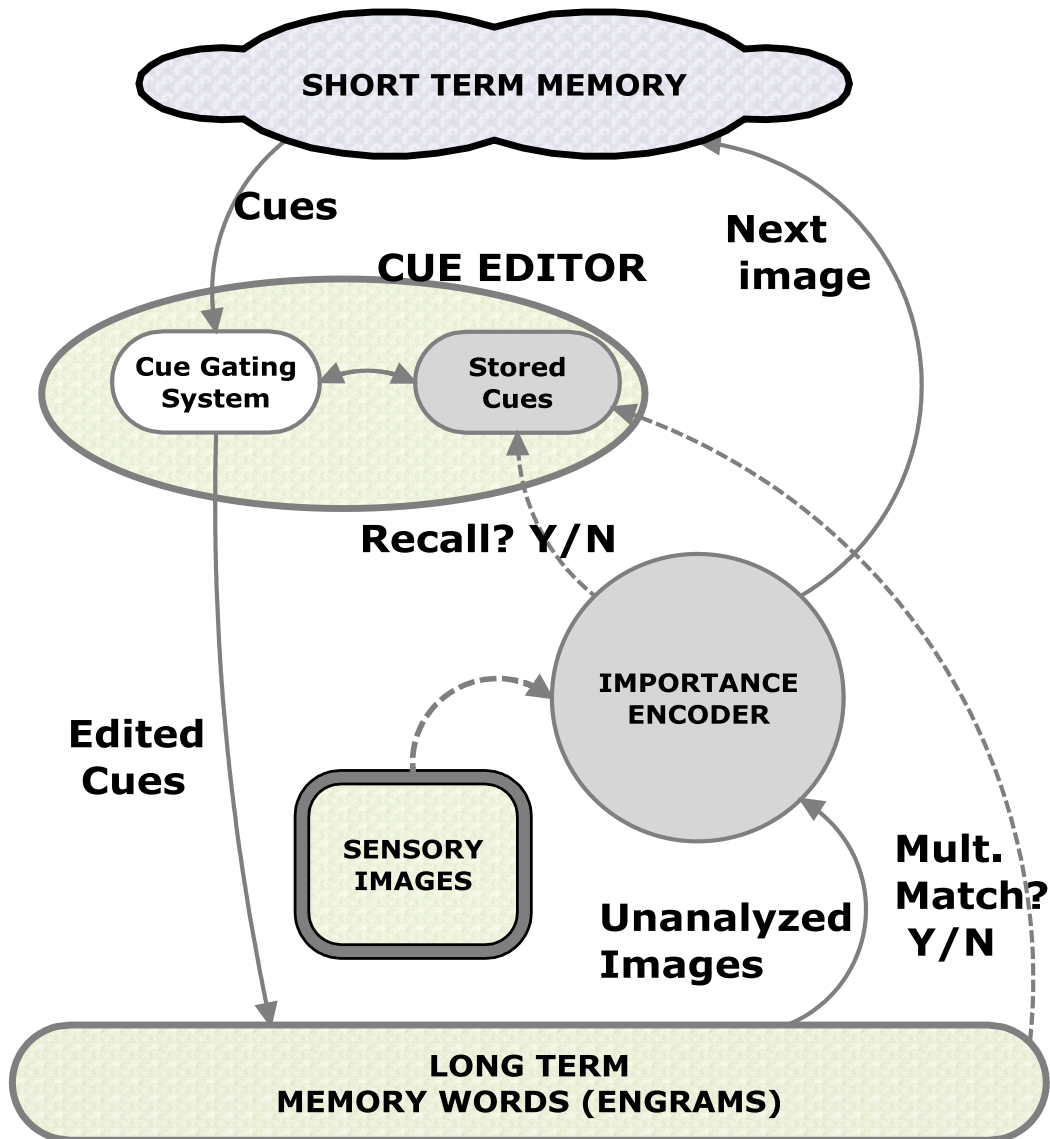 SHORT TERM MEMORY
Cues
Next
image
CUE EDITOR
Cue Gating
System
Stored
Cues
Recall? Y/N
IMPORTANCE
ENCODER
Edited
Cues
SENSORY
IMAGES
Mult.
Match?
Y/N
Unanalyzed
Images
LONG TERM
MEMORY WORDS (ENGRAMS)